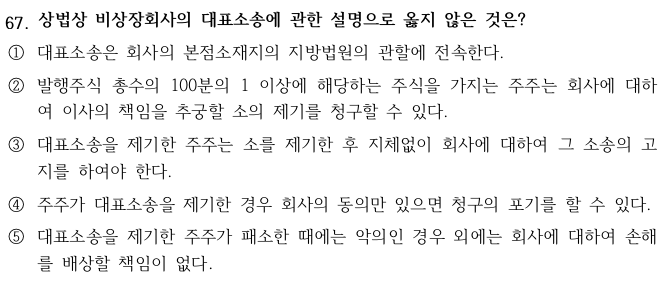 67. 상법상 비상장회사의 대표소송에 관한 설명으로 옳지 않은 것은?
① 대표소송은 회사의 본점소재지의 지방법원의 관할에 전속한다.
② 발행주식 총수의 100분의 1 이상에 해당하는 주식을 가지는 주주는 회사에 대하
여 이사의 책임을 추궁할 소의 제기를 청구할 수 있다.
③ 대표소송을 제기한 주주는 소를 제기한 후 지체없이 회사에 대하여 그 소송의 고
지를 하여야 한다.
④ 주주가 대표소송을 제기한 경우 회사의 동의만 있으면 청구의 포기를 할 수 있다.
⑤ 대표소송을 제기한 주주가 패소한 때에는 악의인 경우 외에는 회사에 대하여 손해
를 배상할 책임이 없다.